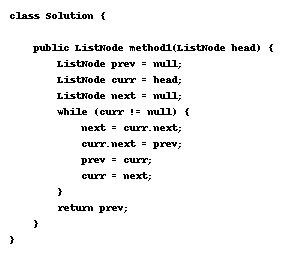 class Solution {
public ListNode method1(ListNode head) {
ListNode prev = null;
ListNode curr = head;
ListNode next = null;
while (curr != null) {
next = curr.next;
curr.next = prev;
prev = curr;
curr = next;
}
return prev;
}
}